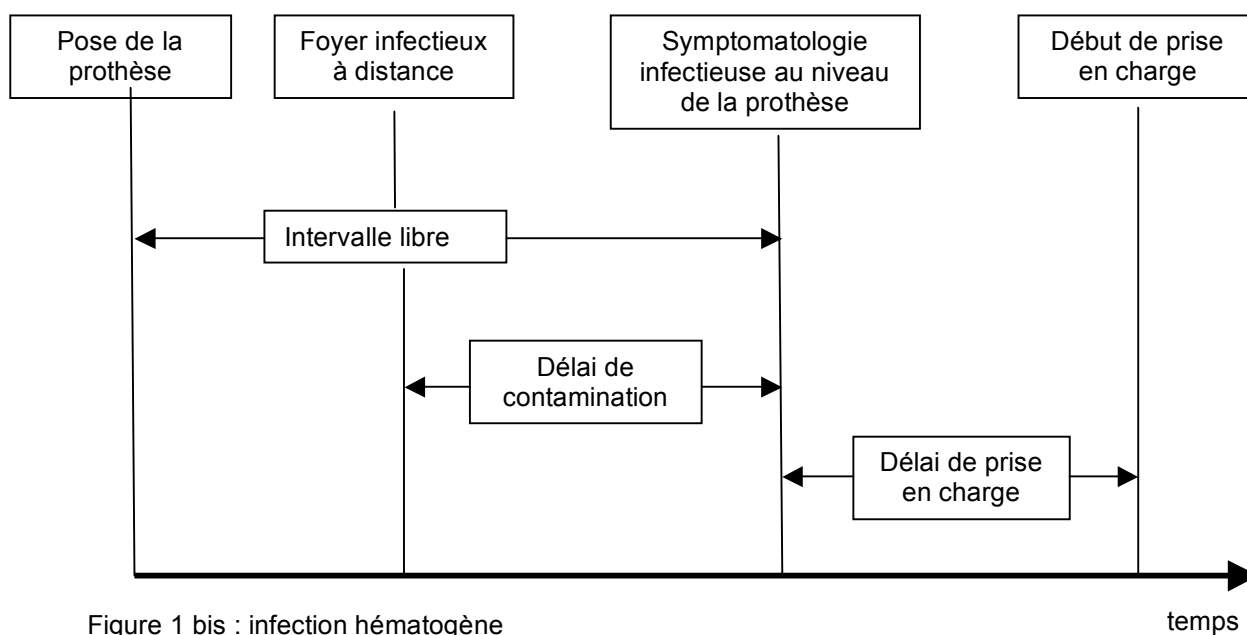 Pose de la
prothèse
Foyer infectieux
à distance
Symptomatologie
infectieuse au niveau
de la prothèse
Début de prise
en charge
Intervalle libre
Délai de
contamination
Délai de prise
en charge
temps
Figure 1 bis : infection hématogène